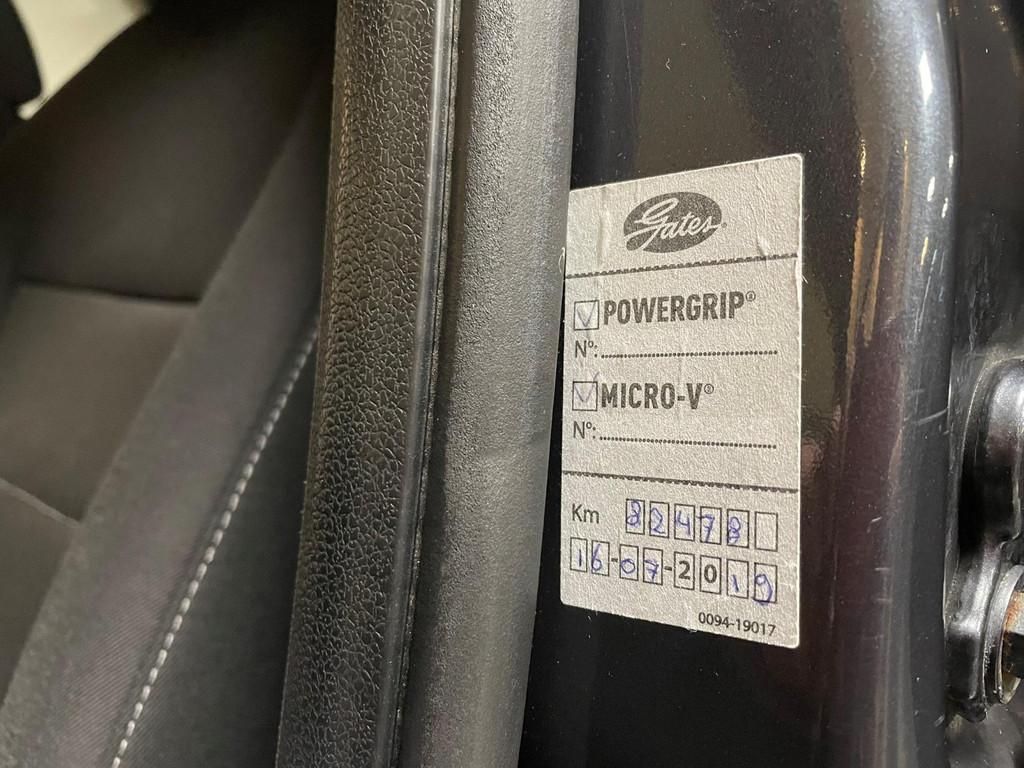 Gates
POWERGRIP®
Nº:
MICRO-V®
Nº:
Km 82478
16-07-2019
0094-19017